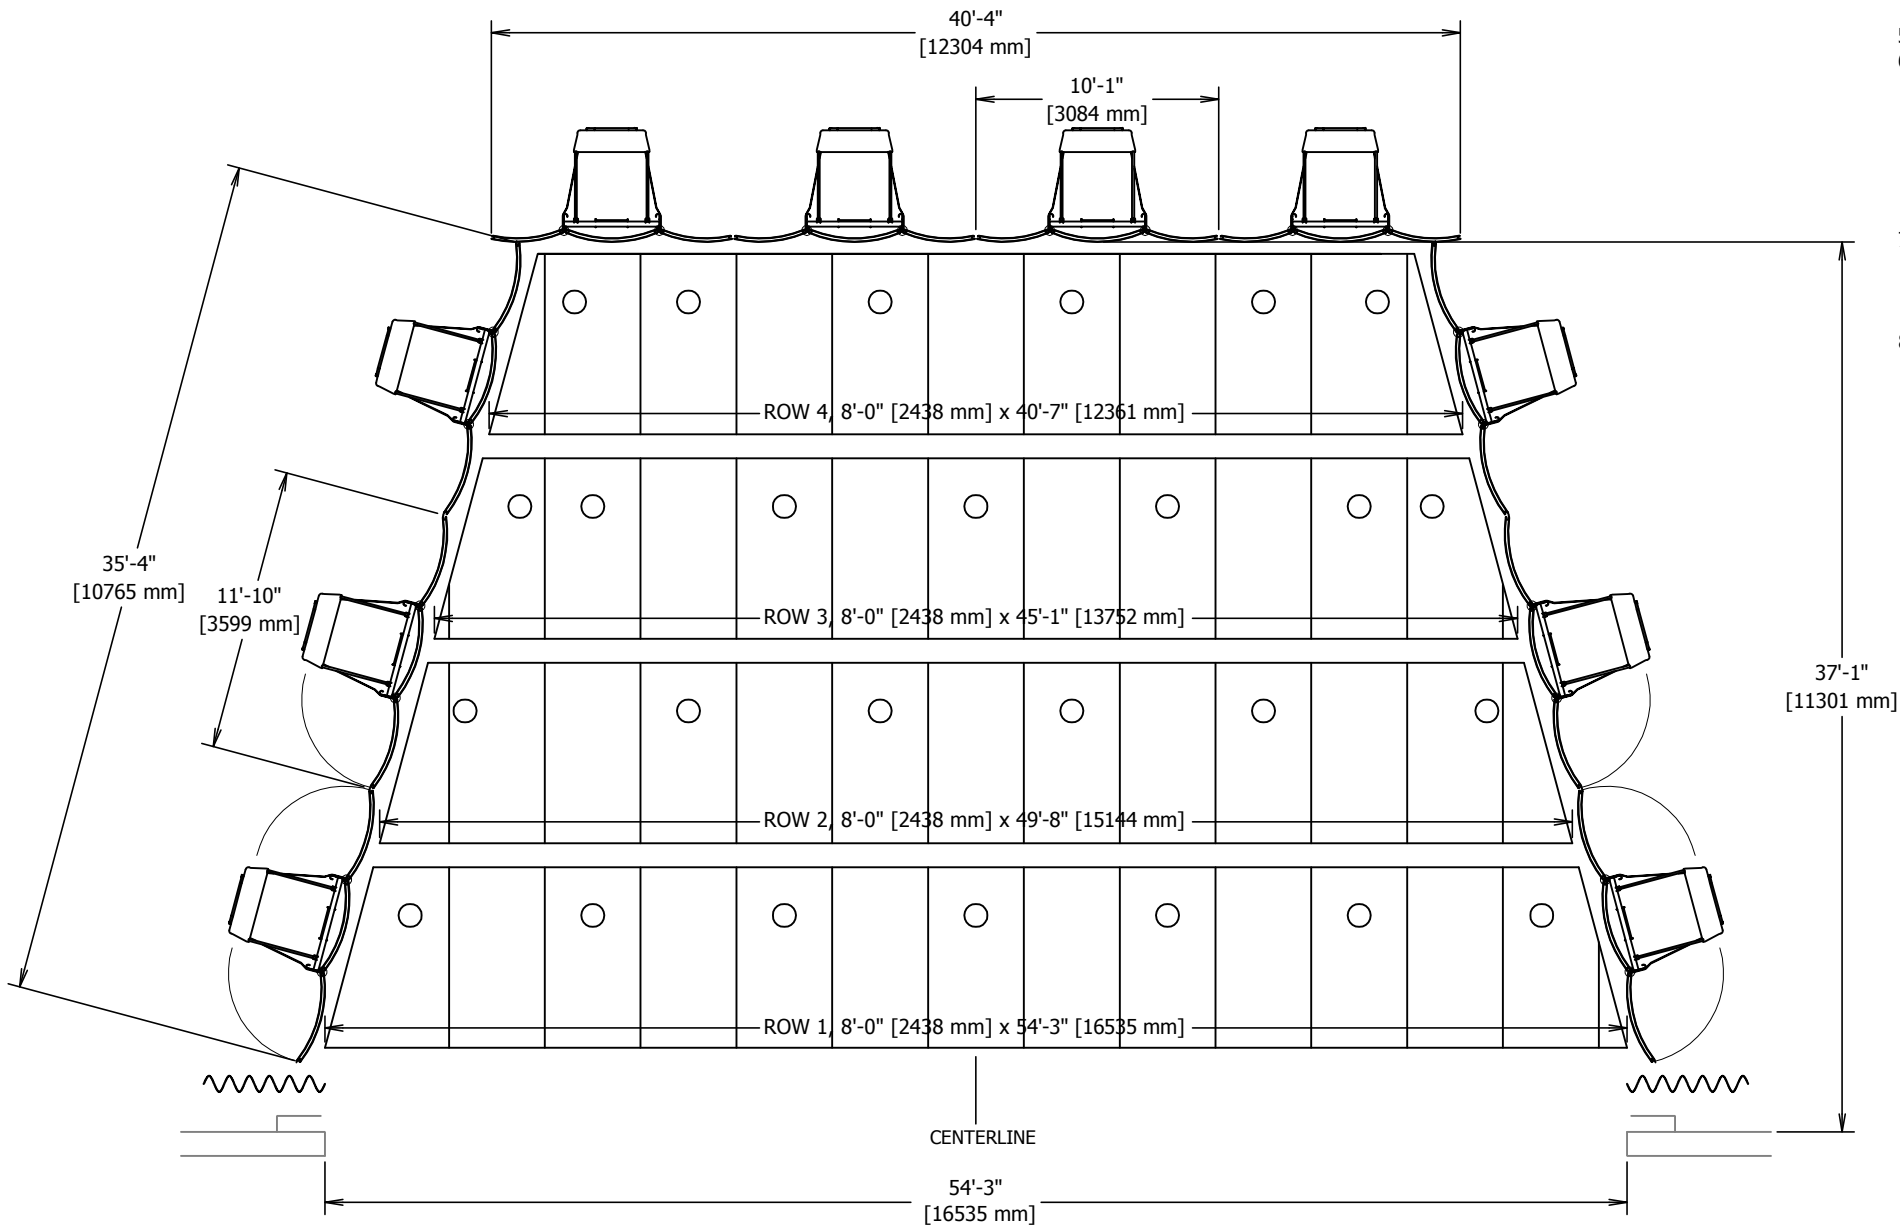 40'-4"
[12304 mm]
10'-1"
[3084 mm]
ROW 4, 8'-0" [2438 mm] x 40'-7" [12361 mm]
35'-4"
[10765 mm]
11'-10"
[3599 mm]
ROW 3, 8'-0" [2438 mm] x 45'-1" [13752 mm]
37'-1"
[11301 mm]
ROW 2, 8'-0" [2438 mm] x 49'-8" [15144 mm]
ROW 1, 8'-0" [2438 mm] x 54'-3" [16535 mm]
CENTERLINE
54'-3"
[16535 mm]